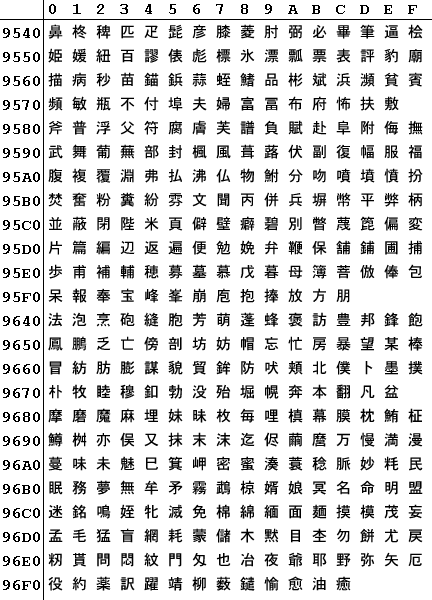 0 1 2 3 4 5 6 7 8 9 A B C D E F
9540 鼻 柊 稗 匹 疋 髭 彦 膝 菱 肘 弼 必 畢 筆 逼 桧
9550 姫 媛 紐 百 謬 俵 彪 標 氷 漂 瓢 票 表 評 豹 廟
9560 描 病 秒 苗 錨 鋲 蒜 蛭 鰭 品 彬 斌 浜 瀕 貧 賓
9570 頻 敏 瓶 不 付 埠 夫 婦 富 冨 布 府 怖 扶 敷
9580 斧 普 浮 父 符 腐 膚 芙 譜 負 賦 赴 阜 附 侮 撫
9590 武 舞 葡 蕪 部 封 楓 風 葺 蕗 伏 副 復 幅 服 福
95A0 腹 複 覆 淵 弗 払 沸 仏 物 鮒 分 吻 噴 墳 憤 扮
95B0 焚 奮 粉 糞 紛 雰 文 聞 丙 併 兵 塀 幣 平 弊 柄
95C0 並 蔽 閉 陛 米 頁 僻 壁 癖 碧 別 瞥 蔑 箆 偏 変
95D0 片 篇 編 辺 返 遍 便 勉 娩 弁 鞭 保 舗 鋪 圃 捕
95E0 歩 甫 補 輔 穂 募 墓 慕 戊 暮 母 簿 菩 倣 俸 包
95F0 呆 報 奉 宝 峰 峯 崩 庖 抱 捧 放 方 朋
9640 法 泡 烹 砲 縫 胞 芳 萌 蓬 蜂 褒 訪 豊 邦 鋒 飽
9650 鳳 鵬 乏 亡 傍 剖 坊 妨 帽 忘 忙 房 暴 望 某 棒
9660 冒 紡 肪 膨 謀 貌 貿 鉾 防 吠 頬 北 僕 卜 墨 撲
9670 朴 牧 睦 穆 釦 勃 没 殆 堀 幌 奔 本 翻 凡 盆
9680 摩 磨 魔 麻 埋 妹 昧 枚 毎 哩 槙 幕 膜 枕 鮪 柾
9690 鱒 桝 亦 俣 又 抹 末 沫 迄 侭 繭 麿 万 慢 満 漫
96A0 蔓 味 未 魅 巳 箕 岬 密 蜜 湊 蓑 稔 脈 妙 粍 民
96B0 眠 務 夢 無 牟 矛 霧 鵡 椋 婿 娘 冥 名 命 明 盟
96C0 迷 銘 鳴 姪 牝 滅 免 棉 綿 緬 面 麺 摸 模 茂 妄
96D0 孟 毛 猛 盲 網 耗 蒙 儲 木 黙 目 杢 勿 餅 尤 戻
96E0 籾 貰 問 悶 紋 門 匁 也 冶 夜 爺 耶 野 弥 矢 厄
96F0 役 約 薬 訳 躍 靖 柳 薮 鑓 愉 愈 油 癒